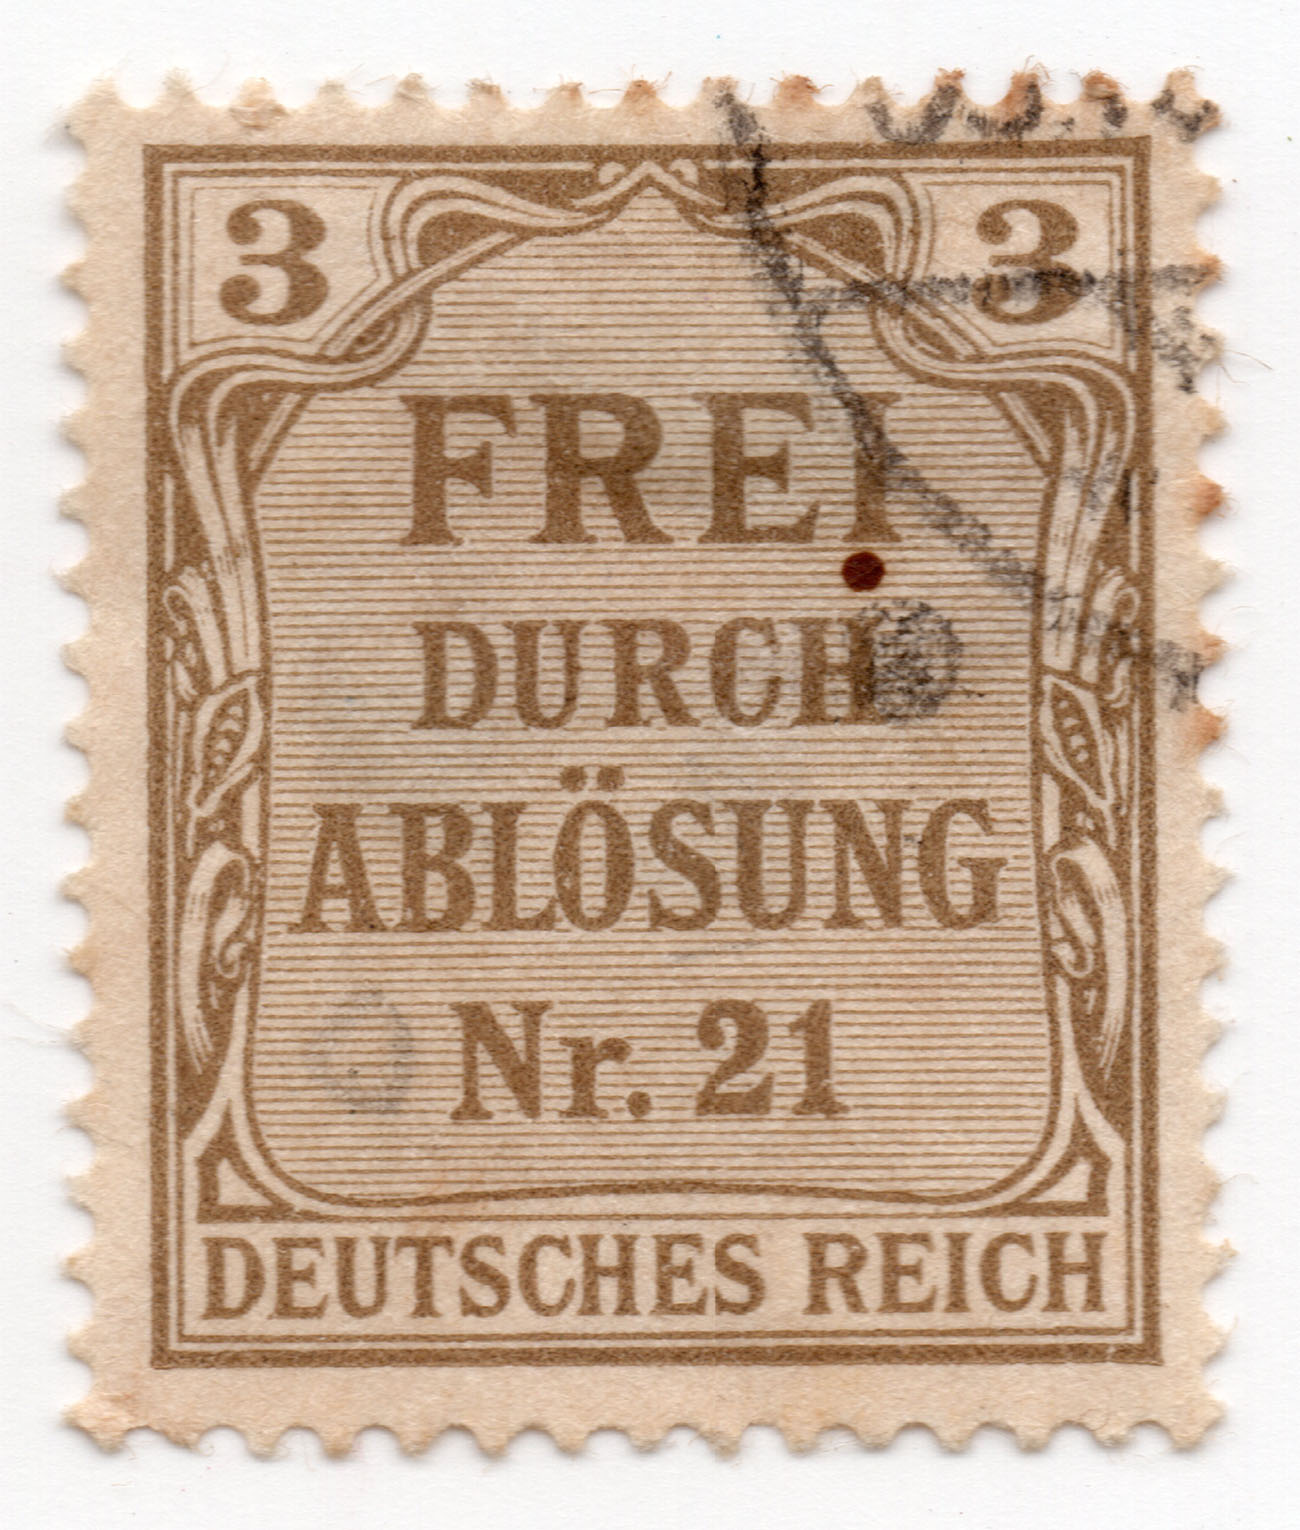 3 3
FREI
DURCH
ABLÖSUNG
Nr. 21
DEUTSCHES REICH